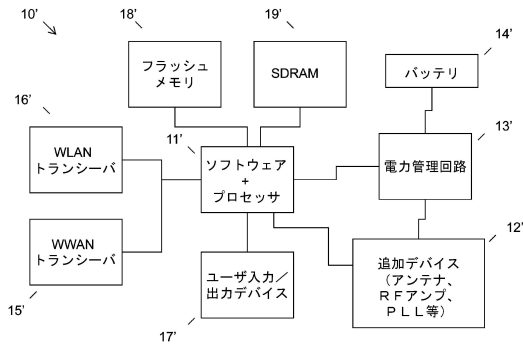 10'
18'
フラッシュ
メモリ
19'
SDRAM
14'
バッテリ
16'
WLAN
トランシーバ
11'
ソフトウェア
+
プロセッサ
13'
電力管理回路
WWAN
トランシーバ
15'
ユーザ入力／
出力デバイス
17'
12'
追加デバイス
（アンテナ、
ＲＦアンプ、
ＰＬＬ等）